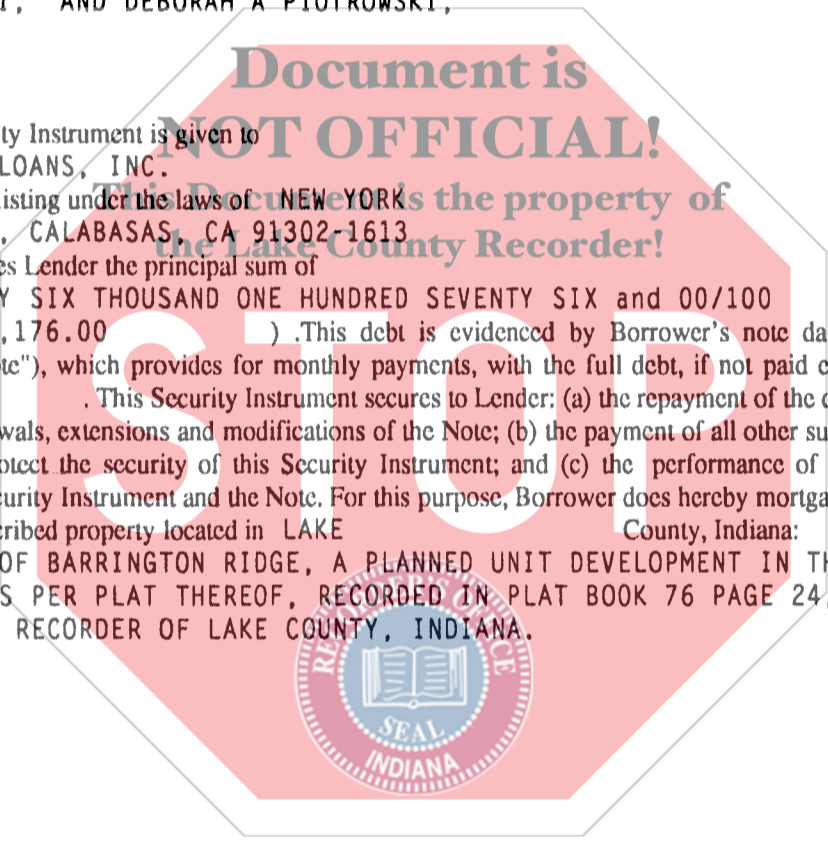 AND DEBORAH A PIOTROWSKI,
Document is
ty Instrument is given to
NOT OFFICIAL!
LOANS, INC.
isting under the laws of NEW YORK
This Document is the property of
, CALABASAS, CA 91302-1613
the Lake County Recorder!
es Lender the principal sum of
Y SIX THOUSAND ONE HUNDRED SEVENTY SIX and 00/100
,176.00 ) .This debt is evidenced by Borrower's note da
te"), which provides for monthly payments, with the full debt, if not paid
. This Security Instrument secures to Lender: (a) the repayment of the
wals, extensions and modifications of the Note; (b) the payment of all other su
otect the security of this Security Instrument; and (c) the performance of
urity Instrument and the Note. For this purpose, Borrower does hereby mortga
cribed property located in LAKE County, Indiana:
OF BARRINGTON RIDGE, A PLANNED UNIT DEVELOPMENT IN TH
S PER PLAT THEREOF, RECORDED IN PLAT BOOK 76 PAGE 24,
RECORDER OF LAKE COUNTY, INDIANA.
STOP
RECORDER'S OFFICE
SEAL
INDIANA